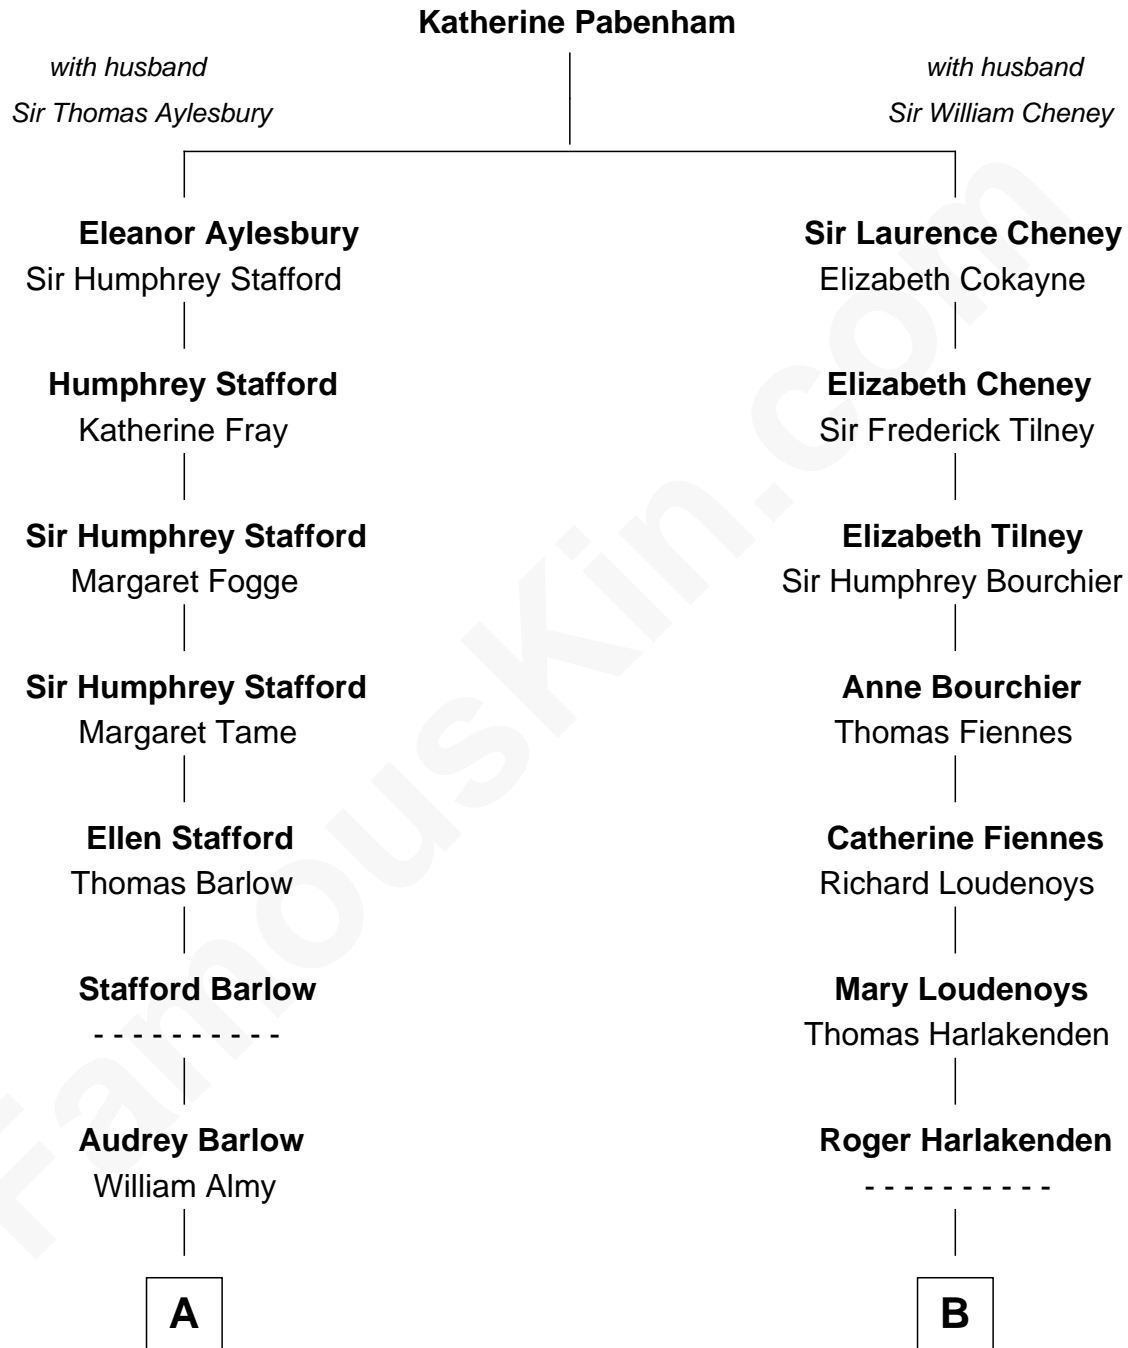 Katherine Pabenham
with husband
Sir Thomas Aylesbury
with husband
Sir William Cheney
Eleanor Aylesbury
Sir Humphrey Stafford
Sir Laurence Cheney
Elizabeth Cokayne
Humphrey Stafford
Katherine Fray
Elizabeth Cheney
Sir Frederick Tilney
Sir Humphrey Stafford
Margaret Fogge
Elizabeth Tilney
Sir Humphrey Bourchier
Sir Humphrey Stafford
Margaret Tame
Anne Bourchier
Thomas Fiennes
Ellen Stafford
Thomas Barlow
Catherine Fiennes
Richard Loudenoys
Stafford Barlow
- - - - - - - - - -
Mary Loudenoys
Thomas Harlakenden
Audrey Barlow
William Almy
Roger Harlakenden
- - - - - - - - - -
A
B
FamousKin.com